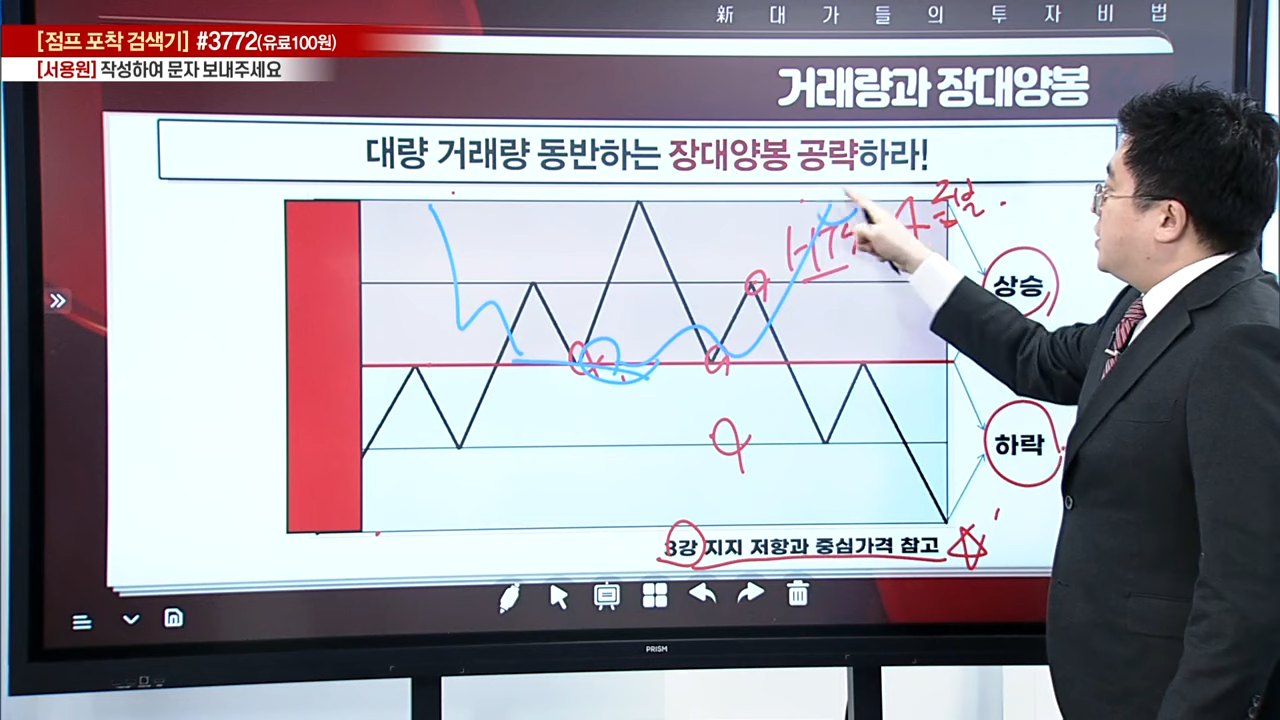 新 대 가 들 의 투 자 비 법
[점프 포착 검색기] #3772(유료100원)
[서용원] 작성하여 문자 보내주세요
거래량과 장대양봉
대량 거래량 동반하는 장대양봉 공략하라!
상승
하락
3강 지지 저항과 중심가격 참고
PRISM